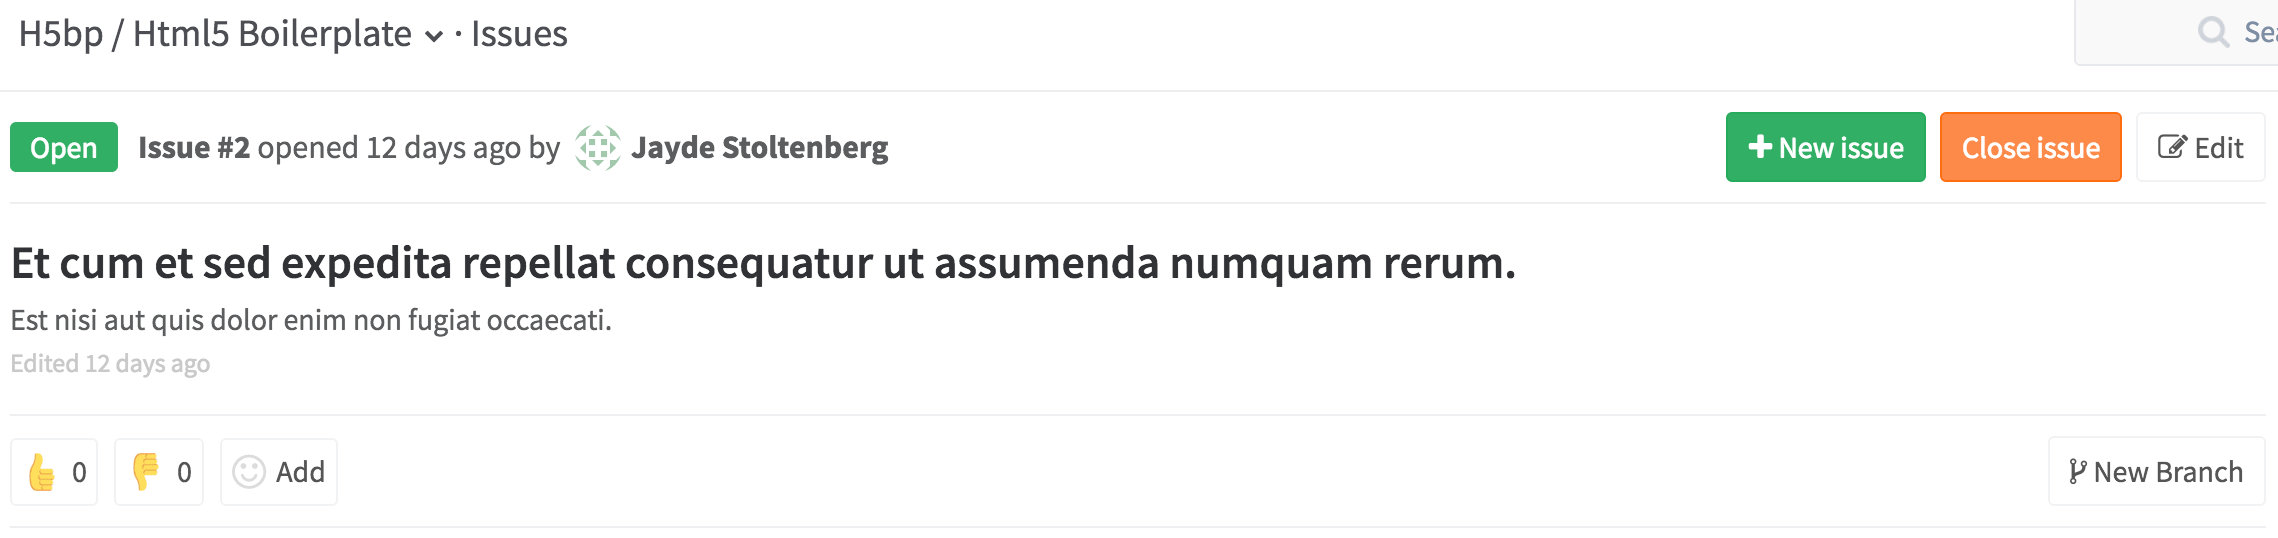 H5bp / Html5 Boilerplate · Issues
Open Issue #2 opened 12 days ago by Jayde Stoltenberg
New issue
Close issue
Edit
Et cum et sed expedita repellat consequatur ut assumenda numquam rerum.
Est nisi aut quis dolor enim non fugiat occaecati.
Edited 12 days ago
0
0
Add
New Branch